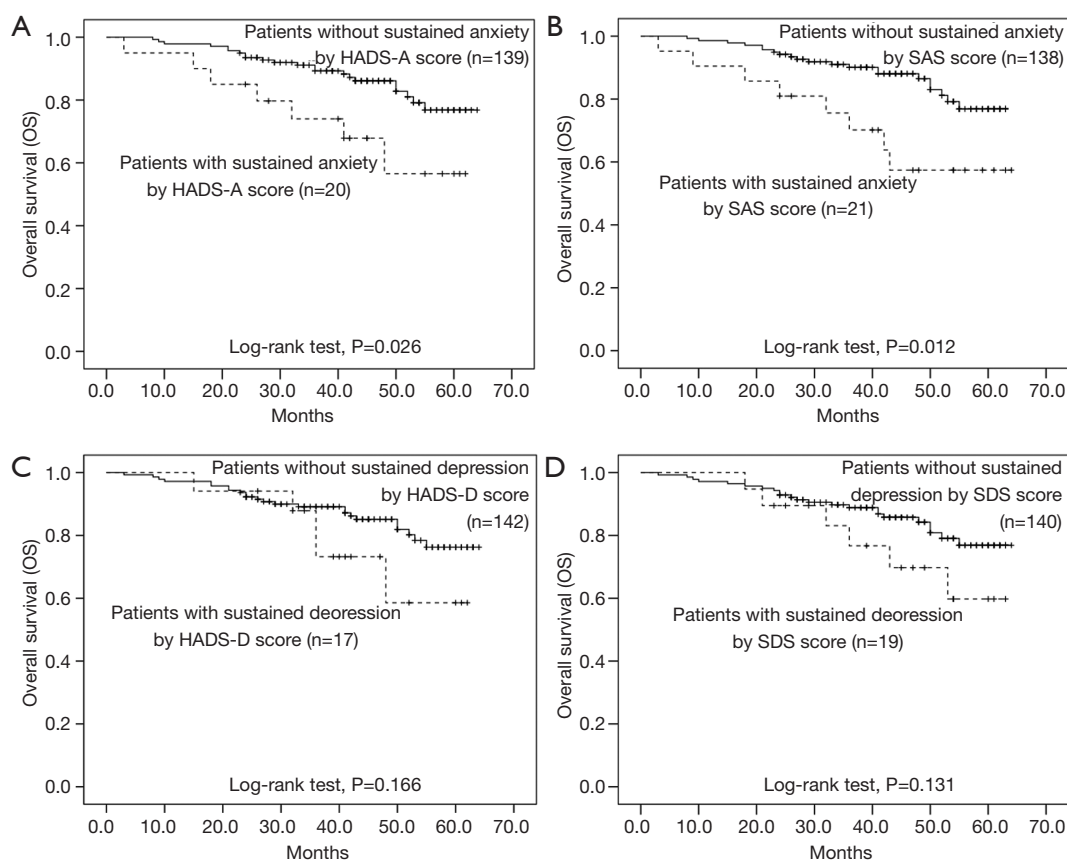 A
Patients without sustained anxiety
by HADS-A score (n=139)
Patients with sustained anxiety
by HADS-A score (n=20)
Log-rank test, P=0.026
Overall survival (OS)
1.0
0.8
0.6
0.4
0.2
0.0
0.0 10.0 20.0 30.0 40.0 50.0 60.0 70.0
Months
B
Patients without sustained anxiety
by SAS score (n=138)
Patients with sustained anxiety
by SAS score (n=21)
Log-rank test, P=0.012
Overall survival (OS)
1.0
0.8
0.6
0.4
0.2
0.0
0.0 10.0 20.0 30.0 40.0 50.0 60.0 70.0
Months
C
Patients without sustained depression
by HADS-D score
(n=142)
Patients with sustained deoression
by HADS-D score (n=17)
Log-rank test, P=0.166
Overall survival (OS)
1.0
0.8
0.6
0.4
0.2
0.0
0.0 10.0 20.0 30.0 40.0 50.0 60.0 70.0
Months
D
Patients without sustained
depression by SDS score
(n=140)
Patients with sustained deoression
by SDS score (n=19)
Log-rank test, P=0.131
Overall survival (OS)
1.0
0.8
0.6
0.4
0.2
0.0
0.0 10.0 20.0 30.0 40.0 50.0 60.0 70.0
Months